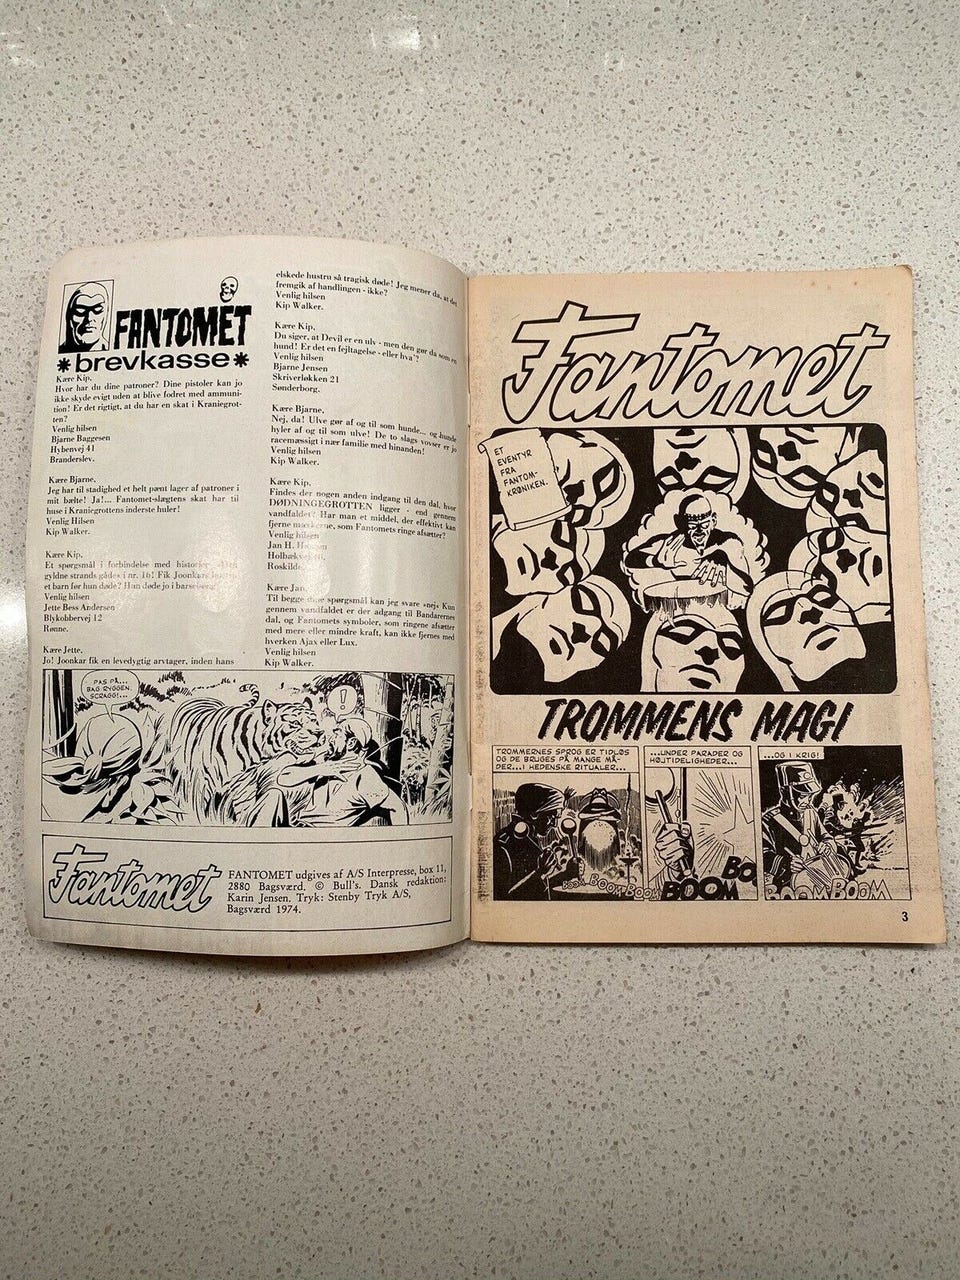 FANTOMET
*brevkasse*
Kære Kip,
Hvor har du dine patroner? Dine pistoler kan jo
ikke skyde evigt uden at blive fodret med ammuni-
tion! Er det rigtigt, at du har en skat i Kraniegrot-
ten?
Venlig hilsen
Bjarne Baggesen
Hybenvej 41
Branderslev.
Kære Bjarne,
Jeg har til stadighed et helt pænt lager af patroner i
mit bælte! Ja!... Fantomet-slægtens skat har til
huse i Kraniegrottens inderste huler!
Venlig Hilsen
Kip Walker.
Kære Kip,
Et spørgsmål i forbindelse med historien
gyldne strands gåde« i nr. 16! Fik Joonkars
et barn før hun døde? Hun døde jo i barselseng
Venlig hilsen
Jette Bess Andersen
Blykobbervej 12
Rønne.
Kære Jette,
Jo! Joonkar fik en levedygtig arvtager, inden hans
elskede hustru så tragisk døde! Jeg mener da, at det
fremgik af handlingen - ikke?
Venlig hilsen
Kip Walker.
Kære Kip,
Du siger, at Devil er en ulv - men den gør da som en
hund! Er det en fejltagelse - eller hva'?
Venlig hilsen
Bjarne Jensen
Skriverløkken 21
Sønderborg.
Kære Bjarne,
Nej, da! Ulve gør af og til som hunde... og hunde
hyler af og til som ulve! De to slags vovser er jo
racemæssigt i nær familie med hinanden!
Venlig hilsen
Kip Walker.
Kære Kip,
Findes der nogen anden indgang til den dal, hvor
DØDNINGEGROTTEN ligger - end gennem
vandfaldet? Har man et middel, der effektivt kan
fjerne mærkerne, som Fantomets ringe afsætter?
Venlig hilsen
Jan H.
Roskilde.
Kære Jan,
Til begge dine spørgsmål kan jeg svare »nej« Kun
gennem vandfaldet er der adgang til Bandarernes
dal, og Fantomets symboler, som ringene afsætter
med mere eller mindre kraft, kan ikke fjernes med
hverken Ajax eller Lux.
Venlig hilsen
Kip Walker.
PAS PÅ...
BAG RYGGEN,
SCRAGG!...
!
Fantomet
FANTOMET udgives af A/S Interpresse, box 11,
2880 Bagsværd. © Bull's. Dansk redaktion:
Karin Jensen. Tryk: Stenby Tryk A/S,
Bagsværd 1974.
Fantomet
ET
EVENTYR
FRA
FANTOM-
KRØNIKEN.
TROMMENS MAGI
TROMMERNES SPROG ER TIDLØS
OG DE BRUGES PÅ MANGE MÅ-
DER... I HEDENSKE RITUALER...
...UNDER PARADER OG
HØJTIDELIGHEDER...
...OG I KRIG!
BOOM BOOM BOOM
BOOM
BOOM BOOM
3